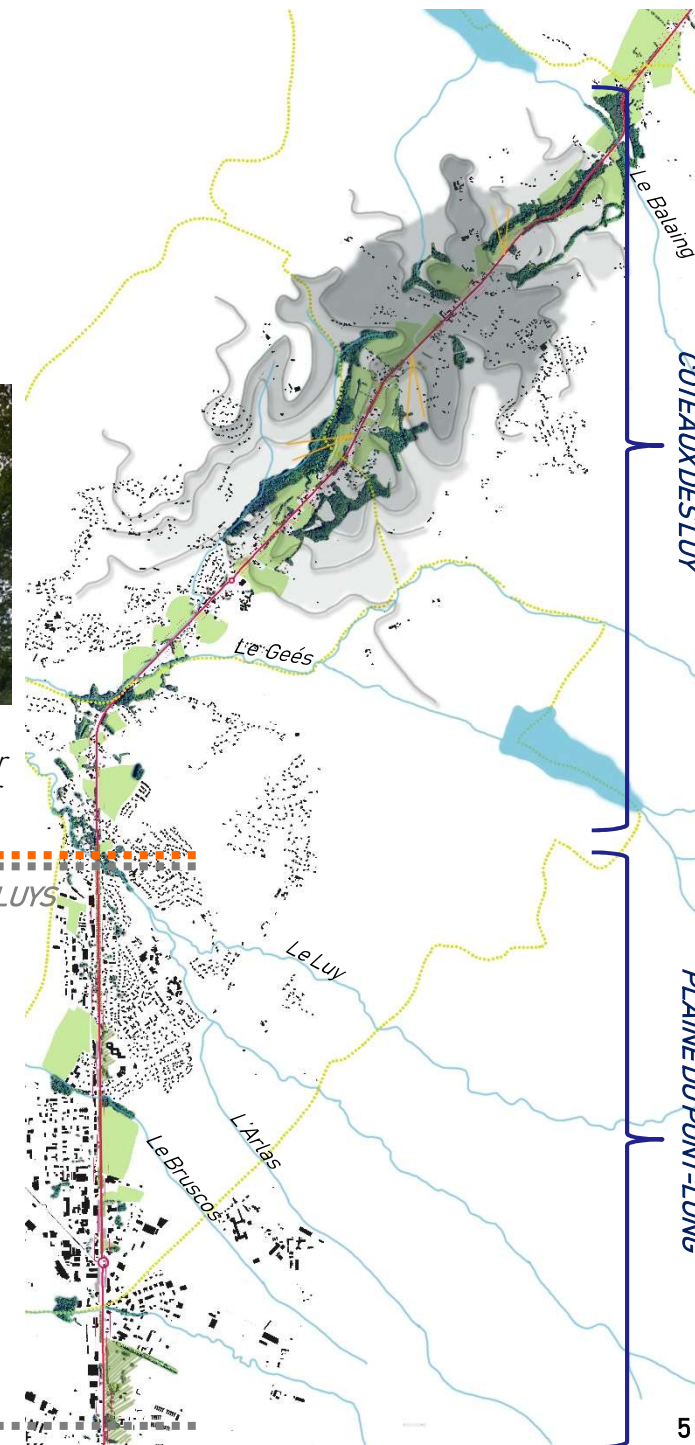 Le Balaing
COTEAUX DES LUY
Le Geés
LUYS
Le Luy
PLAINE DU PONT-LONG
L'Arlas
Le Bruscos
5